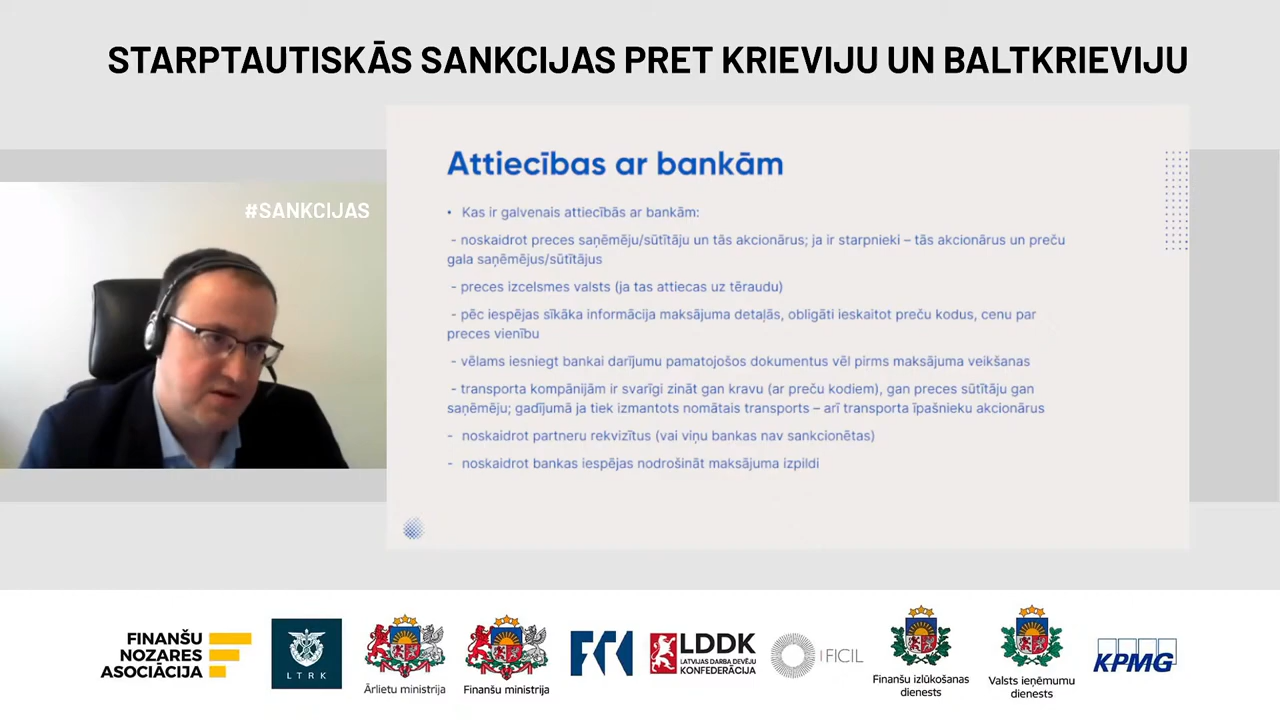 STARPTAUTISKĀS SANKCIJAS PRET KRIEVIJU UN BALTKRIEVIJU
#SANKCIJAS
Attiecības ar bankām
• Kas ir galvenais attiecībās ar bankām:
- noskaidrot preces saņēmēju/sūtītāju un tās akcionārus; ja ir starpnieki – tās akcionārus un preču
gala saņēmējus/sūtītājus
- preces izcelsmes valsts (ja tas attiecas uz tēraudu)
- pēc iespējas sīkāka informācija maksājuma detaļās, obligāti ieskaitot preču kodus, cenu par
preces vienību
- vēlams iesniegt bankai darījumu pamatojošos dokumentus vēl pirms maksājuma veikšanas
- transporta kompānijām ir svarīgi zināt gan kravu (ar preču kodiem), gan preces sūtītāju gan
saņēmēju; gadījumā ja tiek izmantots nomātais transports – arī transporta īpašnieku akcionārus
- noskaidrot partneru rekvizītus (vai viņu bankas nav sankcionētas)
- noskaidrot bankas iespējas nodrošināt maksājuma izpildi
FINANŠU
NOZARES
ASOCIĀCIJA
LTRK
Ārlietu ministrija
Finanšu ministrija
LDDK
LATVIJAS DARBA DEVĒJU
KONFEDERĀCIJA
FICIL
Finanšu izlūkošanas
dienests
Valsts ieņēmumu
dienests
KPMG